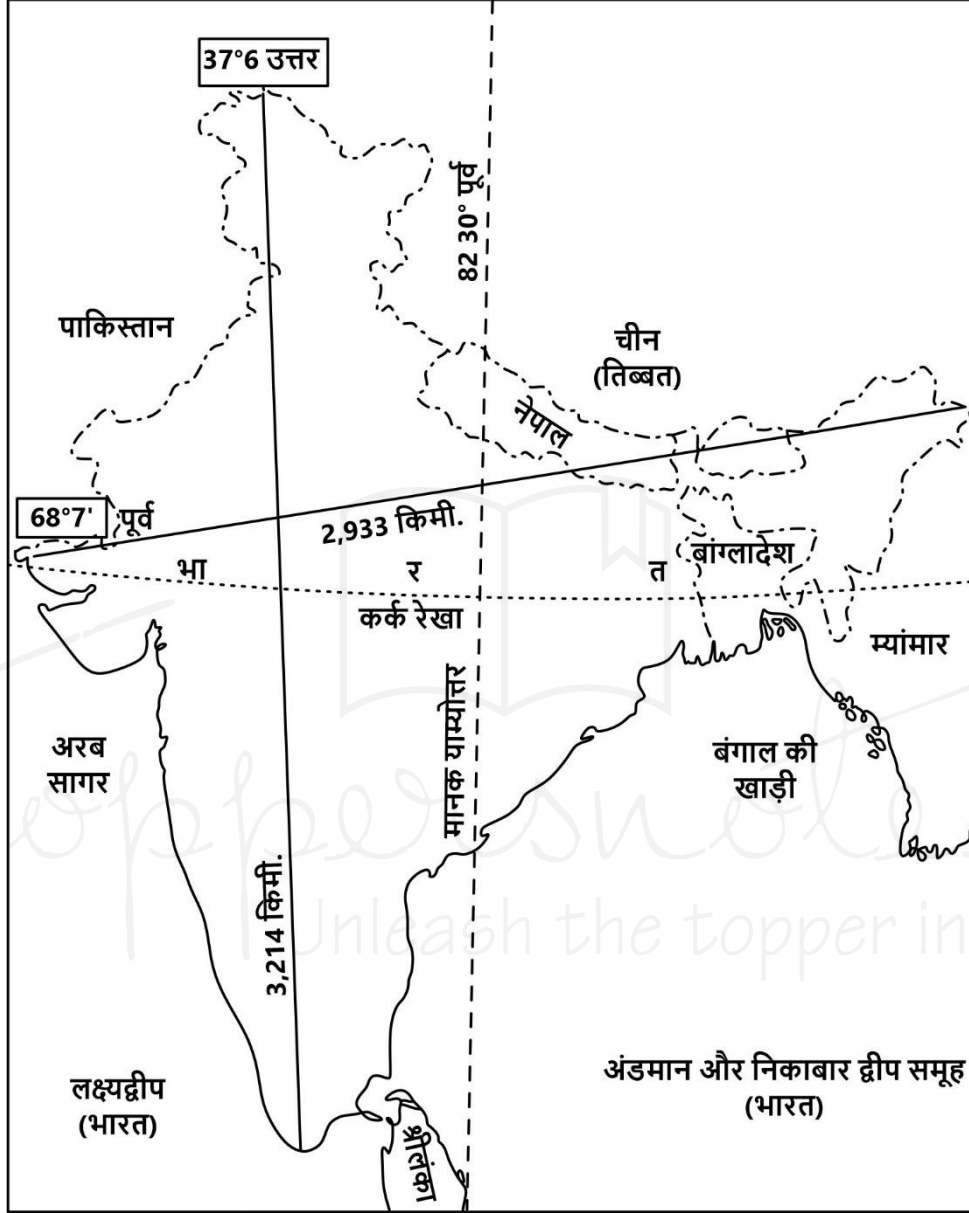 37°6 उत्तर
82 30° पूर्व
पाकिस्तान
चीन
(तिब्बत)
नेपाल
68°7' पूर्व
2,933 किमी.
भा र त
बांग्लादेश
कर्क रेखा
म्यांमार
मानक याम्योत्तर
अरब
सागर
बंगाल की
खाड़ी
3,214 किमी.
Unleash the topper in
लक्ष्यद्वीप
(भारत)
अंडमान और निकाबार द्वीप समूह
(भारत)
श्रीलंका